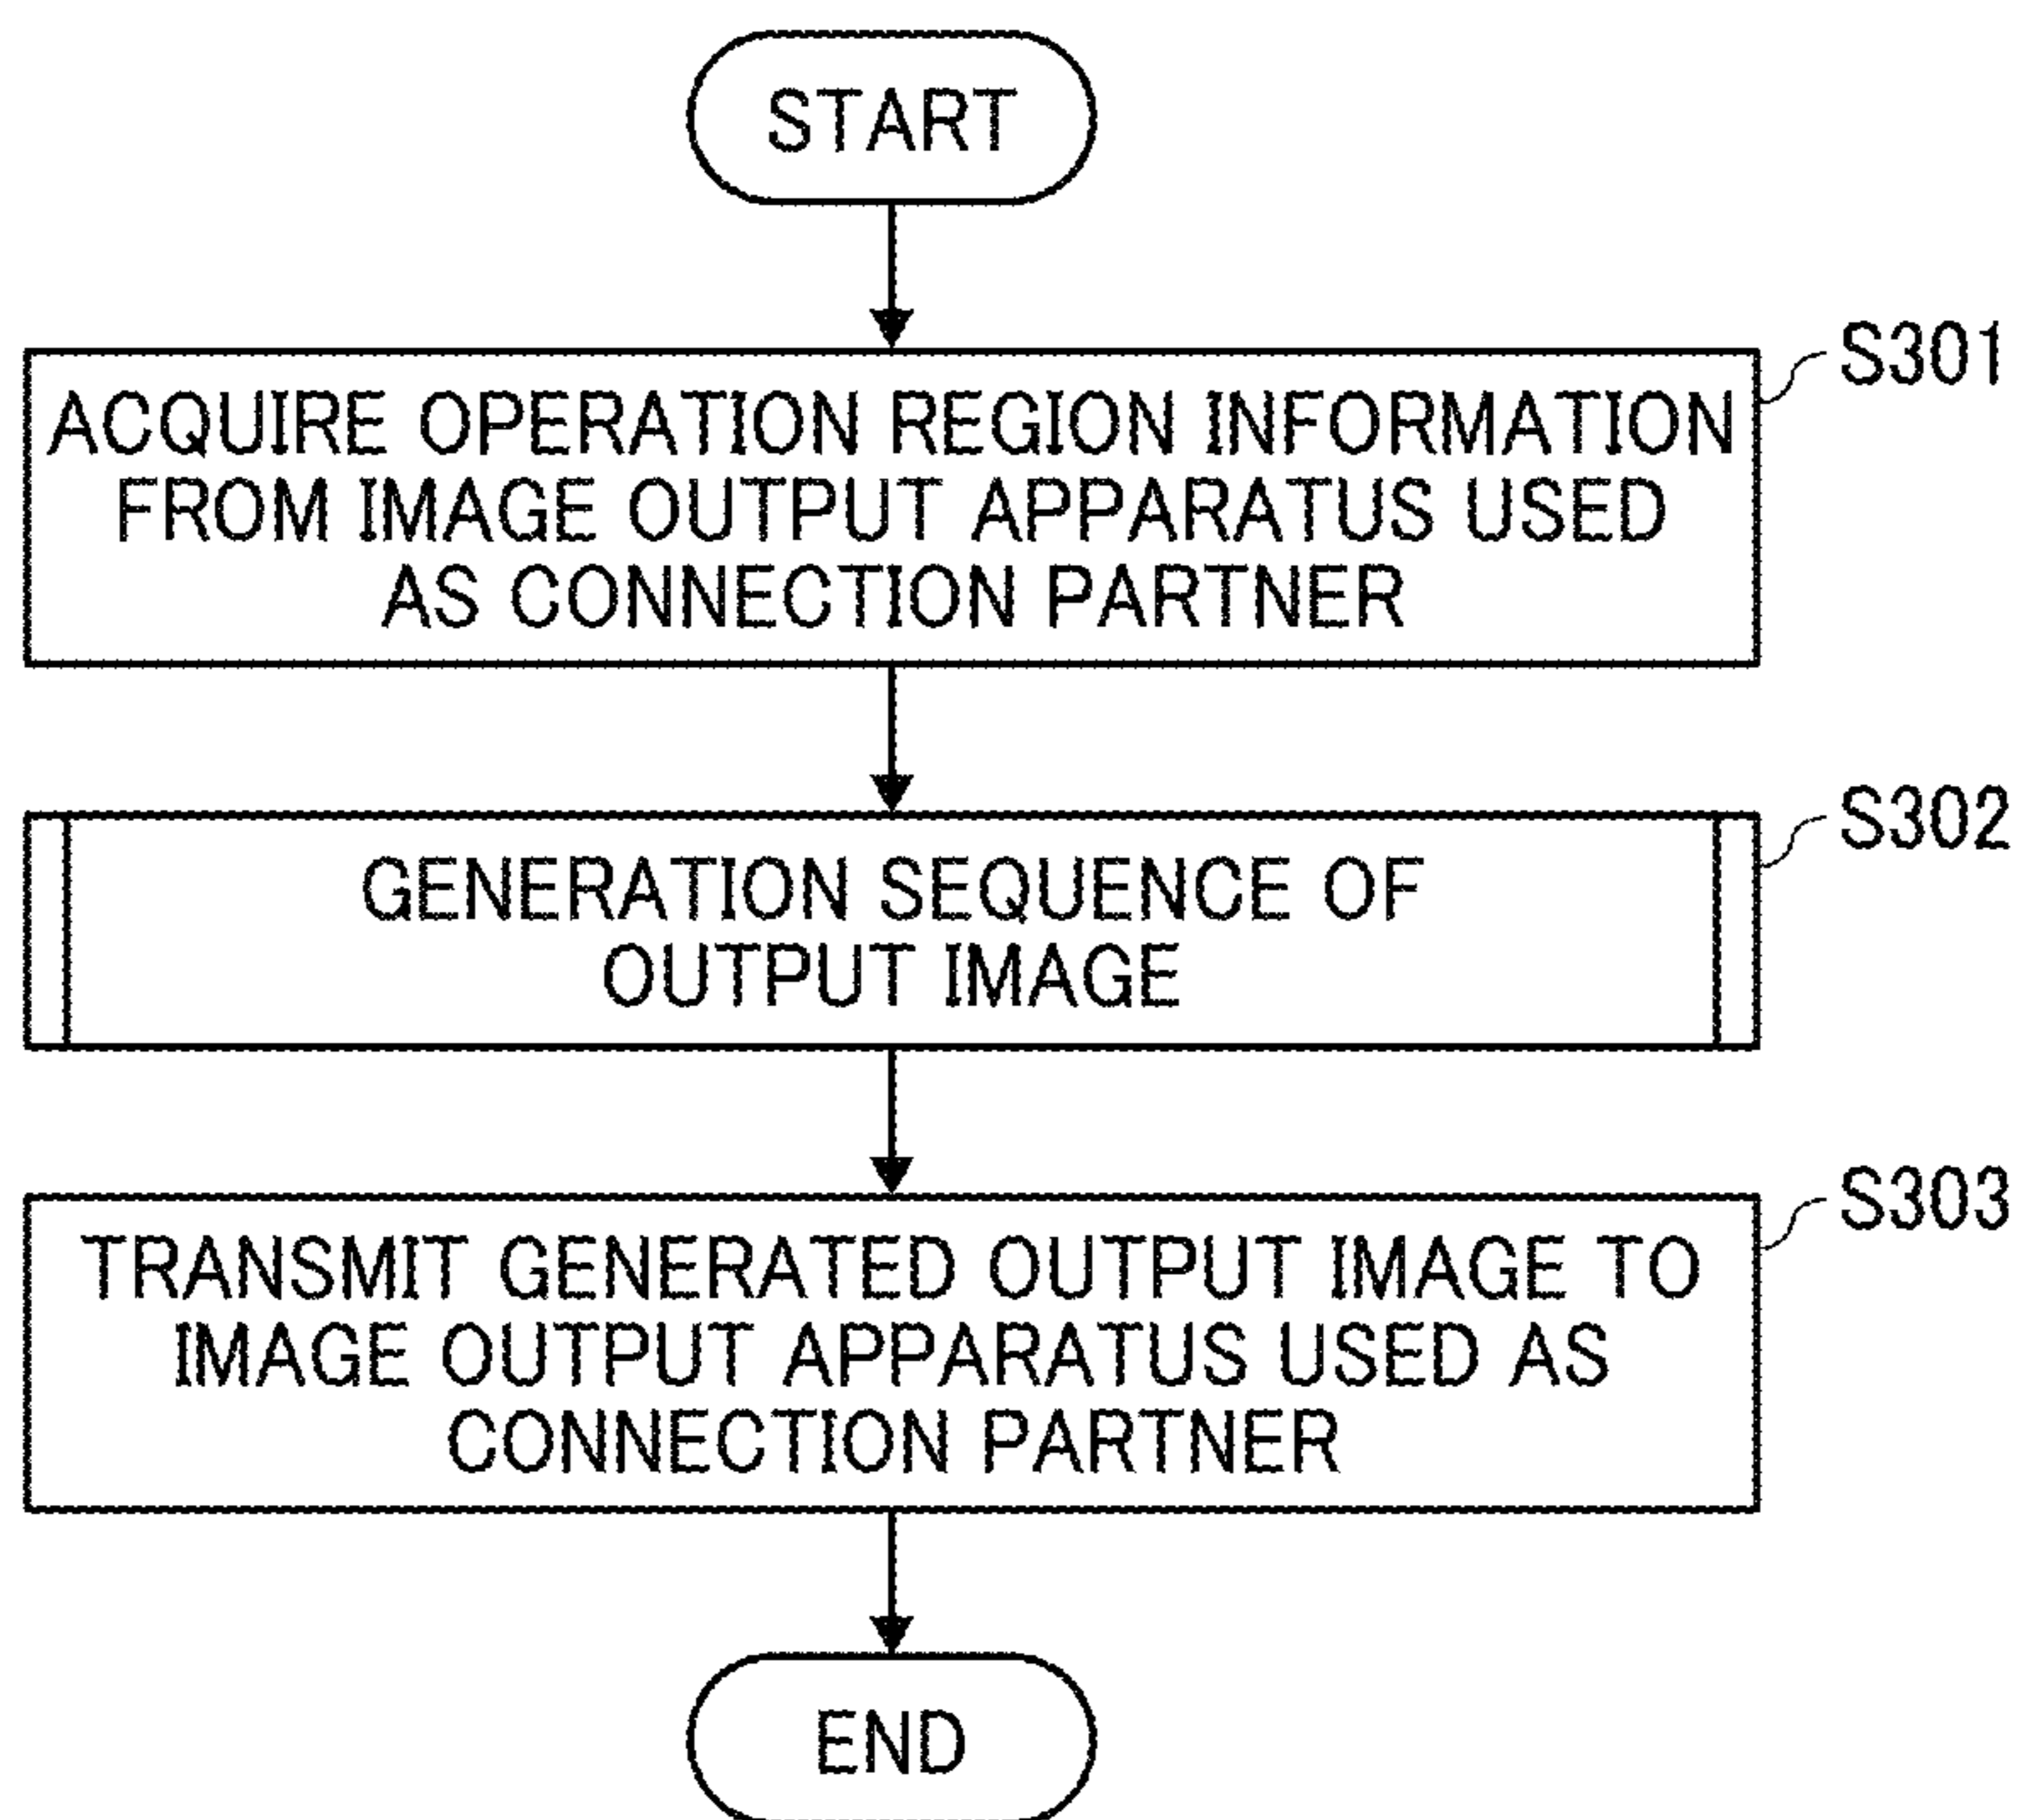 START
S301
ACQUIRE OPERATION REGION INFORMATION
FROM IMAGE OUTPUT APPARATUS USED
AS CONNECTION PARTNER
S302
GENERATION SEQUENCE OF
OUTPUT IMAGE
S303
TRANSMIT GENERATED OUTPUT IMAGE TO
IMAGE OUTPUT APPARATUS USED AS
CONNECTION PARTNER
END